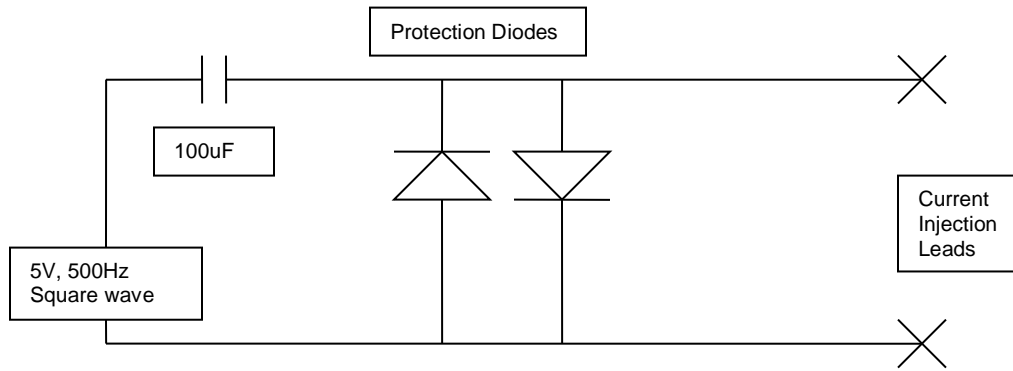 Protection Diodes
100uF
Current
Injection
Leads
5V, 500Hz
Square wave